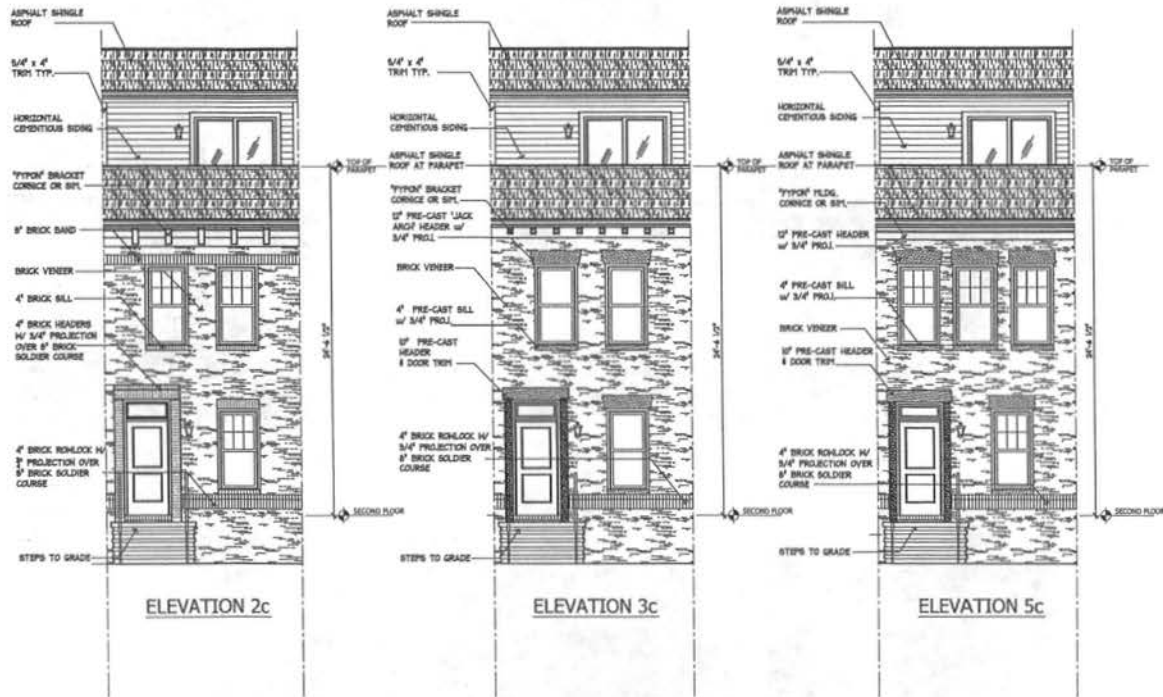 ASPHALT SHINGLE
ROOF
5/4" x 4"
TRIM TYP.
HORIZONTAL
CEMENTIOUS SIDING
"FYPON" BRACKET
CORNICE OR SIM.
8" BRICK BAND
BRICK VENEER
4" BRICK SILL
4" BRICK HEADERS
W/ 3/4" PROJECTION
OVER 8" BRICK
SOLDIER COURSE
4" BRICK ROWLOCK W/
PROJECTION OVER
8" BRICK SOLDIER
COURSE
STEPS TO GRADE
TOP OF
PARAPET
SECOND FLOOR
ELEVATION 2c
ASPHALT SHINGLE
ROOF
5/4" x 4"
TRIM TYP.
HORIZONTAL
CEMENTIOUS SIDING
ASPHALT SHINGLE
ROOF AT PARAPET
"FYPON" BRACKET
CORNICE OR SIM.
12" PRE-CAST 'JACK
ARCH' HEADER w/
3/4" PROJ.
BRICK VENEER
4" PRE-CAST SILL
w/ 3/4" PROJ.
10" PRE-CAST
HEADER
& DOOR TRIM
4" BRICK ROWLOCK W/
3/4" PROJECTION OVER
8" BRICK SOLDIER
COURSE
STEPS TO GRADE
TOP OF
PARAPET
SECOND FLOOR
ELEVATION 3c
ASPHALT SHINGLE
ROOF
5/4" x 4"
TRIM TYP.
HORIZONTAL
CEMENTIOUS SIDING
ASPHALT SHINGLE
ROOF AT PARAPET
"FYPON" MLDG.
CORNICE OR SIM.
12" PRE-CAST HEADER
w/ 3/4" PROJ.
4" PRE-CAST SILL
w/ 3/4" PROJ.
BRICK VENEER
10" PRE-CAST HEADER
& DOOR TRIM
4" BRICK ROWLOCK W/
3/4" PROJECTION OVER
8" BRICK SOLDIER
COURSE
STEPS TO GRADE
TOP OF
PARAPET
SECOND FLOOR
ELEVATION 5c